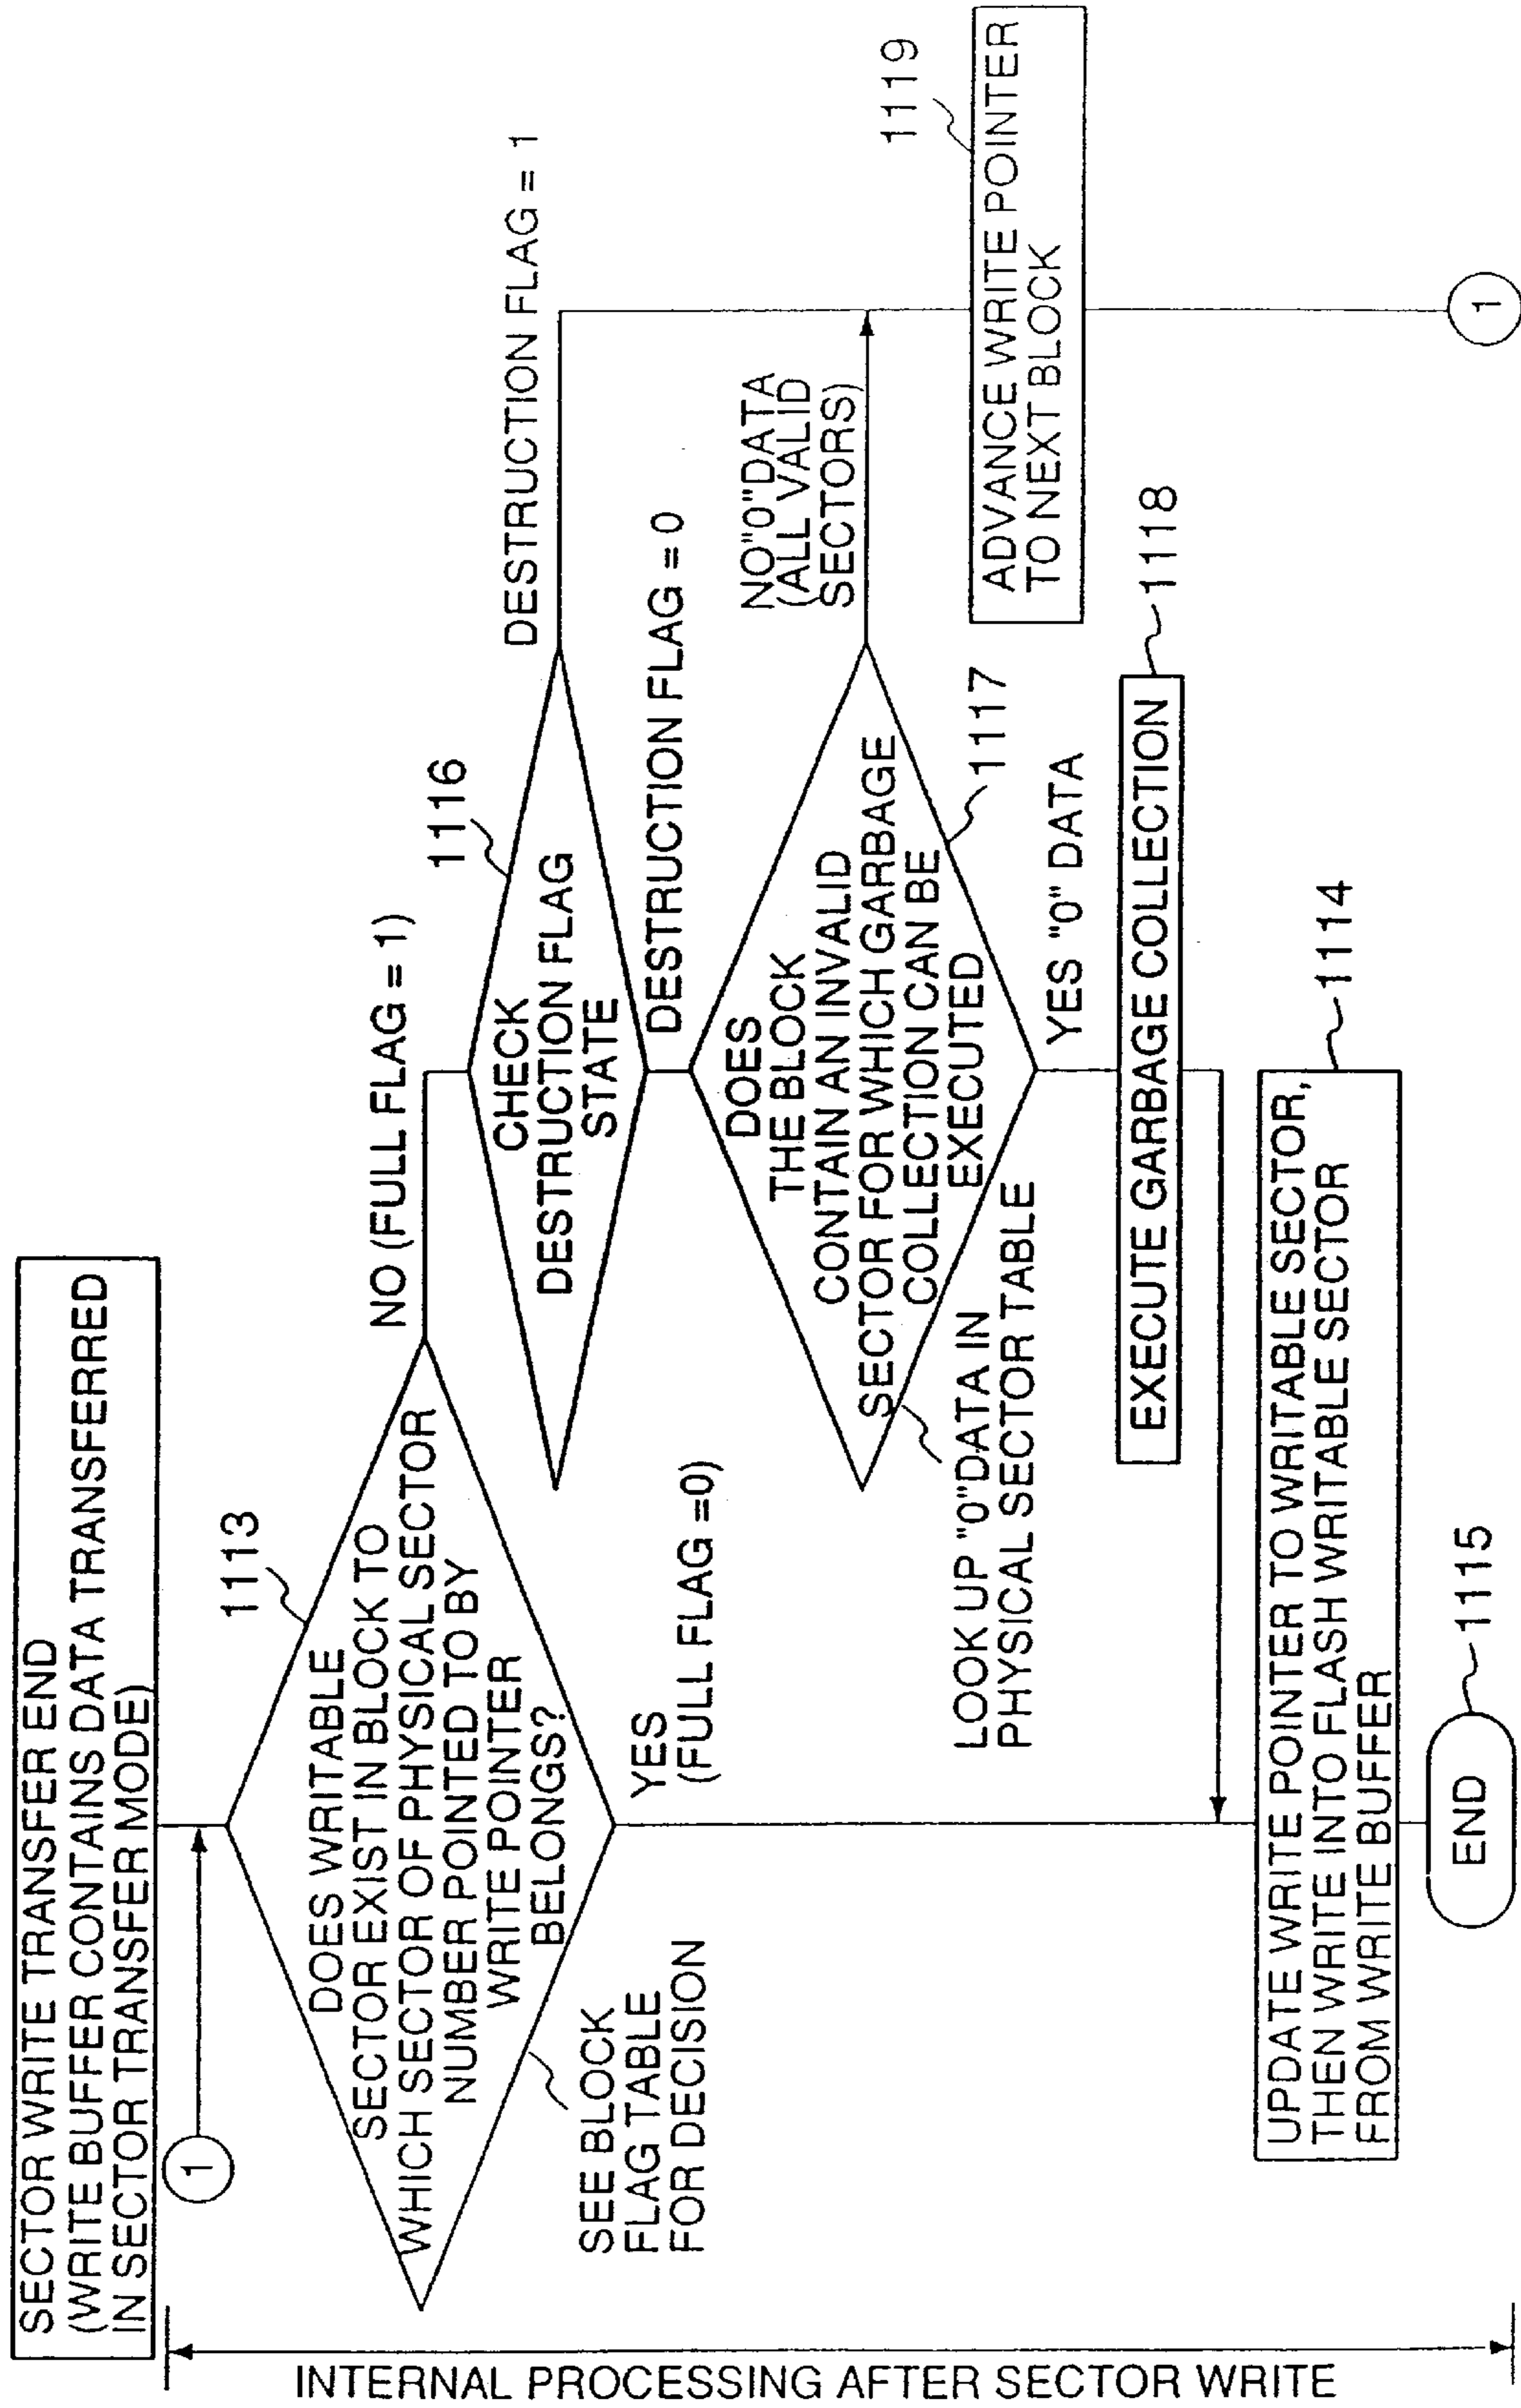 SECTOR WRITE TRANSFER END
(WRITE BUFFER CONTAINS DATA TRANSFERRED
IN SECTOR TRANSFER MODE)
1
1113
DOES WRITABLE
SECTOR EXIST IN BLOCK TO
WHICH SECTOR OF PHYSICAL SECTOR
NUMBER POINTED TO BY
WRITE POINTER
BELONGS?
NO (FULL FLAG = 1)
SEE BLOCK
FLAG TABLE
FOR DECISION
YES
(FULL FLAG =0)
1116
CHECK
DESTRUCTION FLAG
STATE
DESTRUCTION FLAG = 1
DESTRUCTION FLAG = 0
DOES
THE BLOCK
CONTAIN AN INVALID
SECTOR FOR WHICH GARBAGE
COLLECTION CAN BE
EXECUTED
1117
NO"0"DATA
(ALL VALID
SECTORS)
LOOK UP "0"DATA IN
PHYSICAL SECTOR TABLE
YES "0" DATA
1119
ADVANCE WRITE POINTER
TO NEXT BLOCK
EXECUTE GARBAGE COLLECTION
1118
UPDATE WRITE POINTER TO WRITABLE SECTOR,
THEN WRITE INTO FLASH WRITABLE SECTOR
FROM WRITE BUFFER
1114
END
1115
1
INTERNAL PROCESSING AFTER SECTOR WRITE